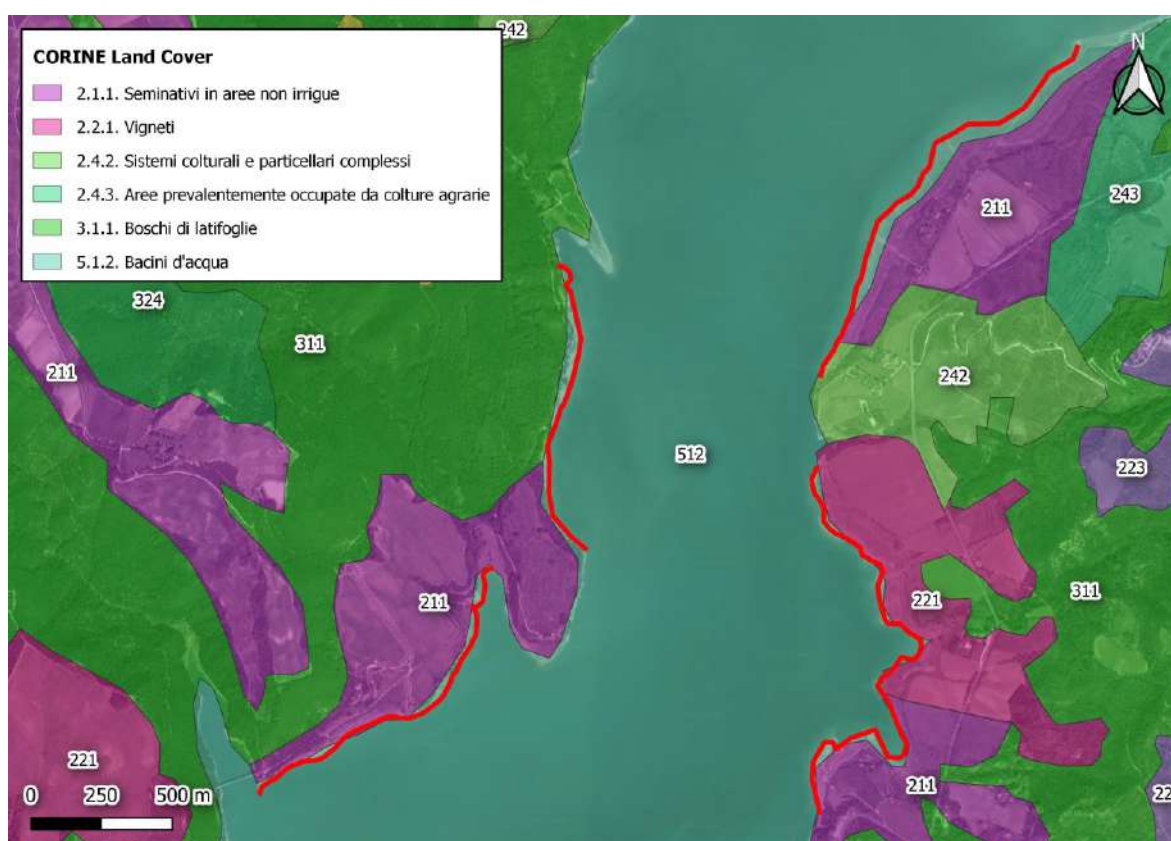 242
CORINE Land Cover
2.1.1. Seminativi in aree non irrigue
2.2.1. Vigneti
2.4.2. Sistemi colturali e particellari complessi
2.4.3. Aree prevalentemente occupate da colture agrarie
3.1.1. Boschi di latifoglie
5.1.2. Bacini d'acqua
N
211
243
324
311
211
242
512
223
211
221
311
221
211
22
0 250 500 m